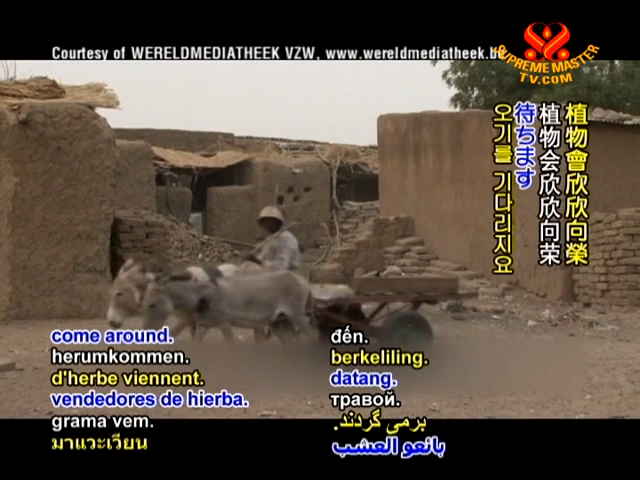 Courtesy of WERELDMEDIATHEEK VZW, www.wereldmediatheek.be
SUPREME MASTER
TV.COM
植物會欣欣向榮
植物会欣欣向荣
待ちます
오기를 기다리지요
come around.
herumkommen.
d'herbe viennent.
vendedores de hierba.
grama vem.
มาแวะเวียน
đến.
berkeliling.
datang.
травой.
برمی گردند.
بائعو العشب